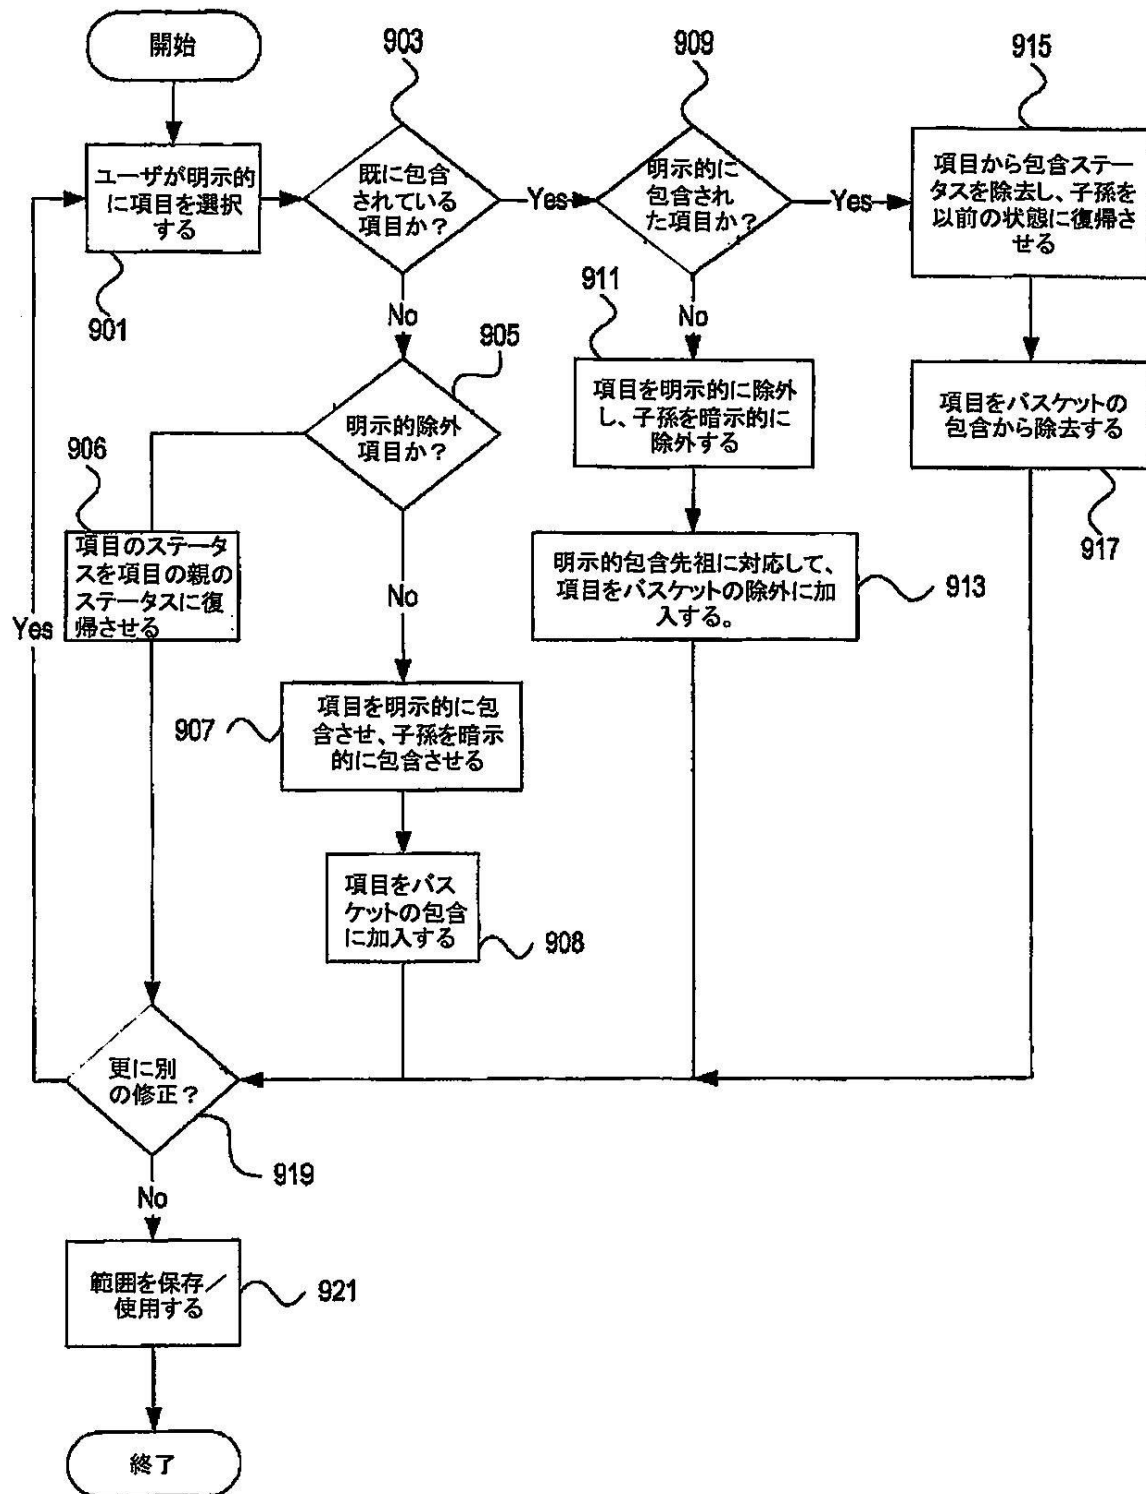 開始
903
909
915
ユーザが明示的
に項目を選択
する
901
既に包含
されている
項目か?
Yes
明示的に
包含され
た項目か?
Yes
項目から包含ステー
タスを除去し、子孫を
以前の状態に復帰さ
せる
No
905
明示的除外
項目か?
911
No
項目を明示的に除外
し、子孫を暗示的に
除外する
項目をバスケットの
包含から除去する
917
906
項目のステータ
スを項目の親の
ステータスに復
帰させる
Yes
No
明示的包含先祖に対応して、
項目をバスケットの除外に加
入する。
913
907
項目を明示的に包
含させ、子孫を暗示
的に包含させる
項目をバス
ケットの包含
に加入する
908
更に別
の修正?
919
No
範囲を保存/
使用する
921
終了